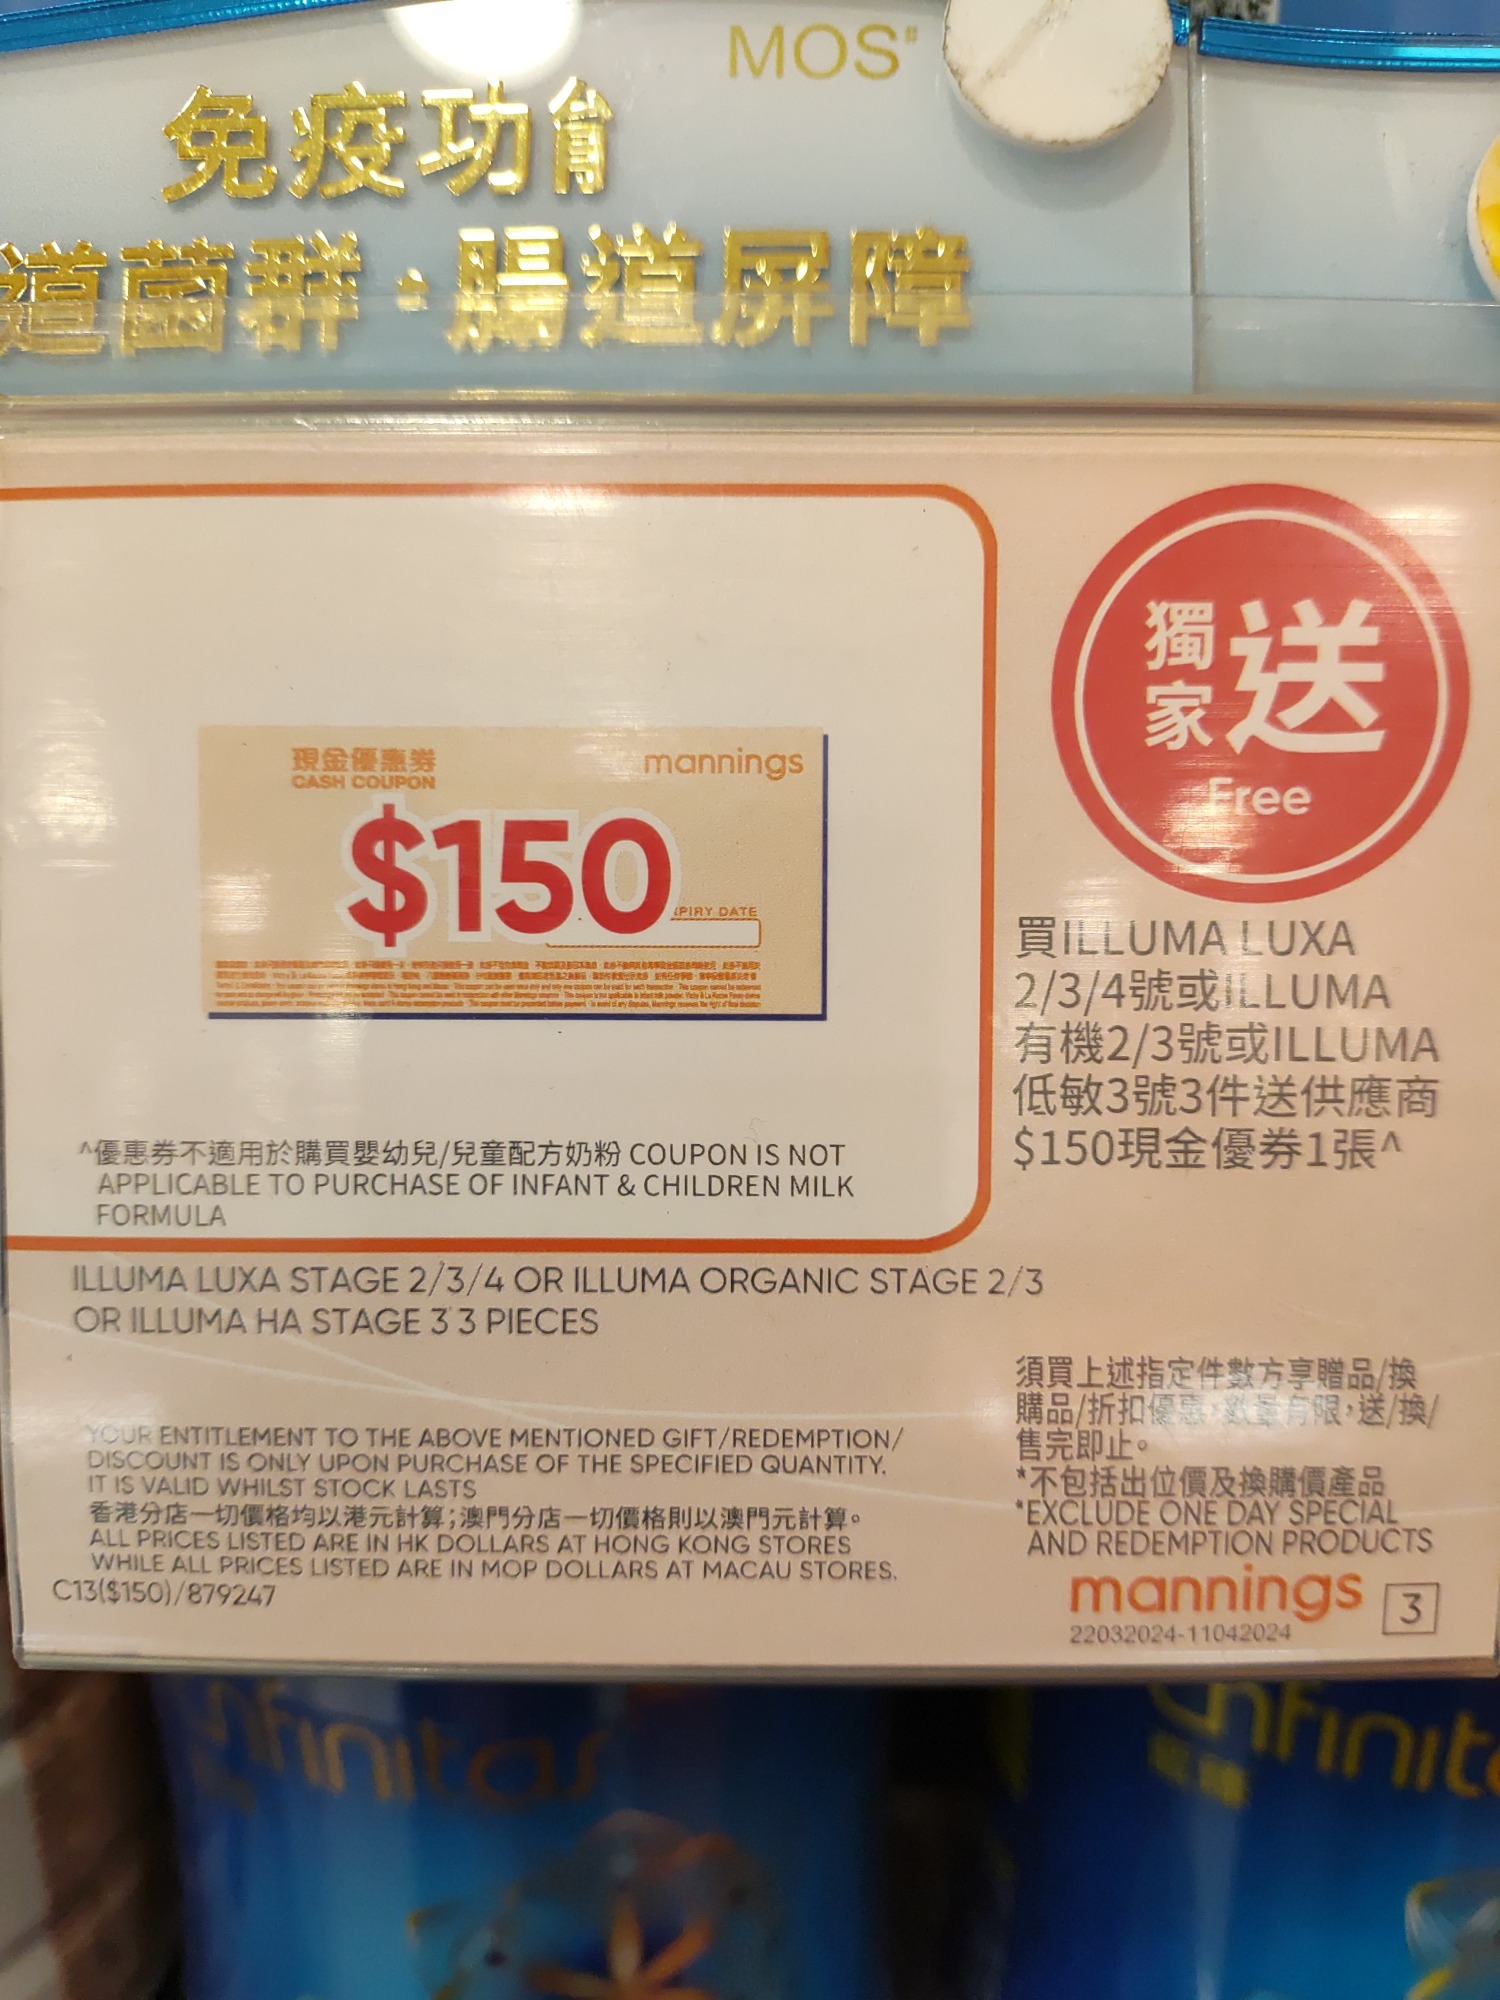 MOS#
免疫功能
道菌群·腸道屏障
獨家送
Free
現金優惠券
mannings
CASH COUPON
$150
PIRY DATE
買ILLUMA LUXA
2/3/4號或ILLUMA
有機2/3號或ILLUMA
低敏3號3件送供應商
$150現金優券1張^
^優惠券不適用於購買嬰幼兒/兒童配方奶粉 COUPON IS NOT
APPLICABLE TO PURCHASE OF INFANT & CHILDREN MILK
FORMULA
ILLUMA LUXA STAGE 2/3/4 OR ILLUMA ORGANIC STAGE 2/3
OR ILLUMA HA STAGE 3 3 PIECES
須買上述指定件數方享贈品/換
購品/折扣優惠,數量有限,送/換/
售完即止。
*不包括出位價及換購價產品
*EXCLUDE ONE DAY SPECIAL
AND REDEMPTION PRODUCTS
YOUR ENTITLEMENT TO THE ABOVE MENTIONED GIFT/REDEMPTION/
DISCOUNT IS ONLY UPON PURCHASE OF THE SPECIFIED QUANTITY.
IT IS VALID WHILST STOCK LASTS
香港分店一切價格均以港元計算;澳門分店一切價格則以澳門元計算。
ALL PRICES LISTED ARE IN HK DOLLARS AT HONG KONG STORES
WHILE ALL PRICES LISTED ARE IN MOP DOLLARS AT MACAU STORES.
C13($150)/879247
mannings
3
22032024-11042024